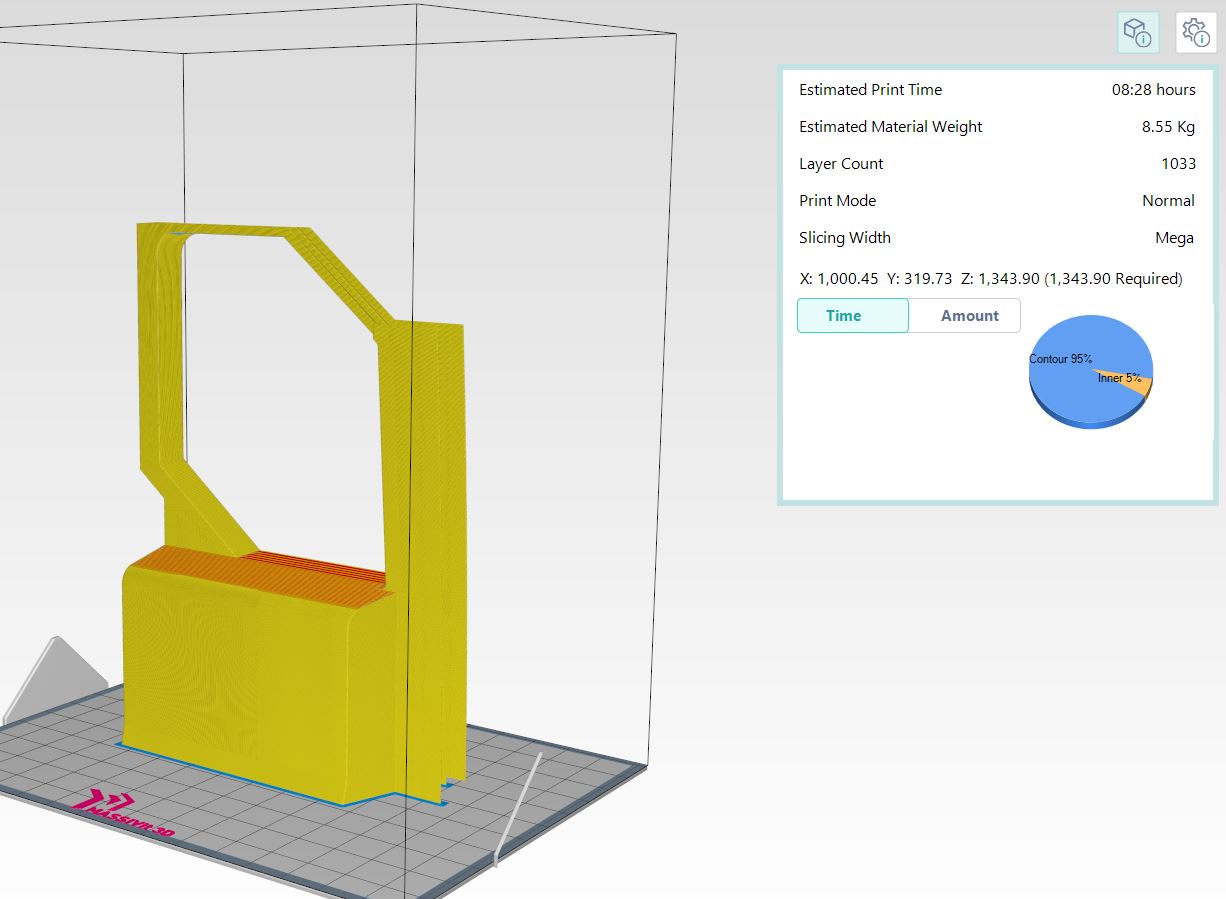 Estimated Print Time 08:28 hours
Estimated Material Weight 8.55 Kg
Layer Count 1033
Print Mode Normal
Slicing Width Mega
X: 1,000.45 Y: 319.73 Z: 1,343.90 (1,343.90 Required)
Time Amount
Contour 95%
Inner 5%
MASSIVit 3D